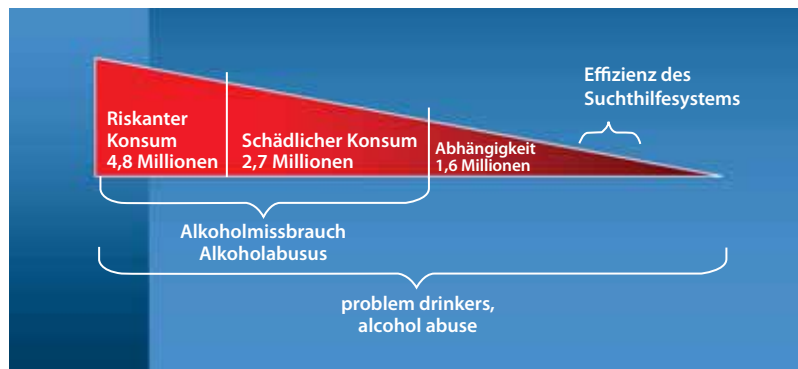 Effizienz des
Suchthilfesystems
Riskanter
Konsum
4,8 Millionen
Schädlicher Konsum
2,7 Millionen
Abhängigkeit
1,6 Millionen
Alkoholmissbrauch
Alkoholabusus
problem drinkers,
alcohol abuse